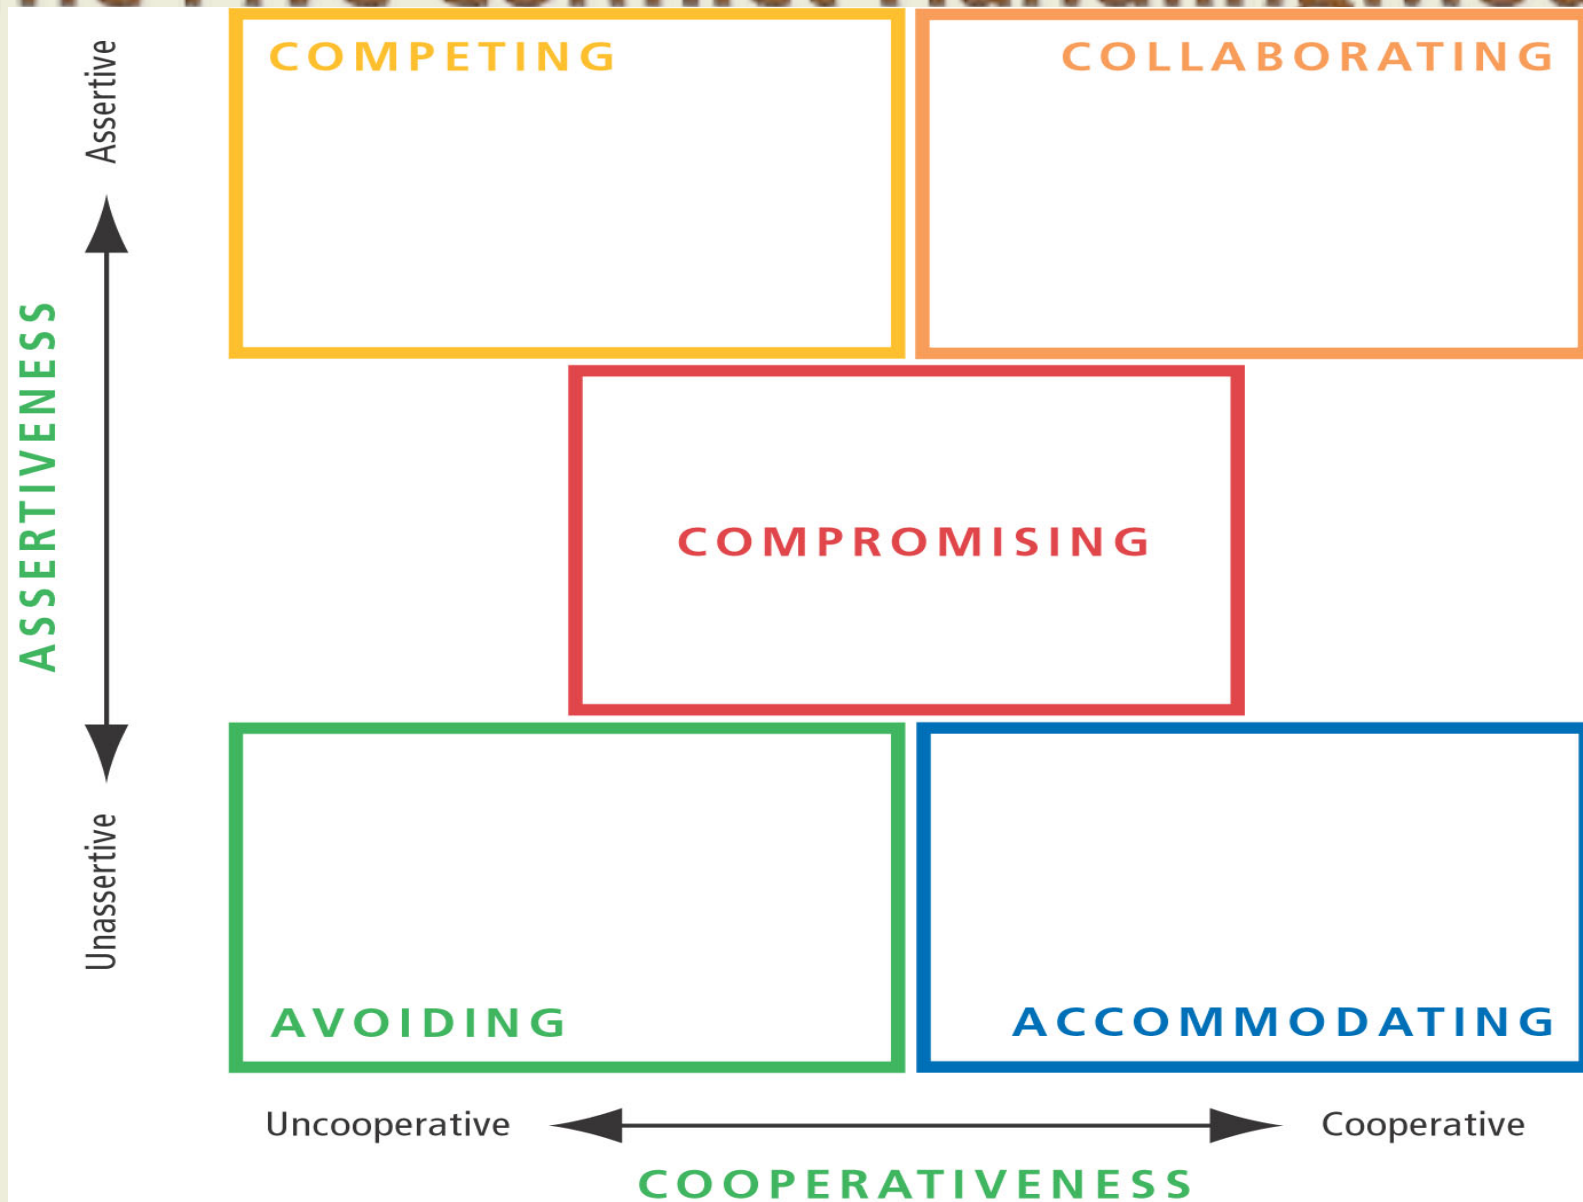 COMPETING
COLLABORATING
Assertive
ASSERTIVENESS
COMPROMISING
Unassertive
AVOIDING
ACCOMMODATING
Uncooperative
Cooperative
COOPERATIVENESS